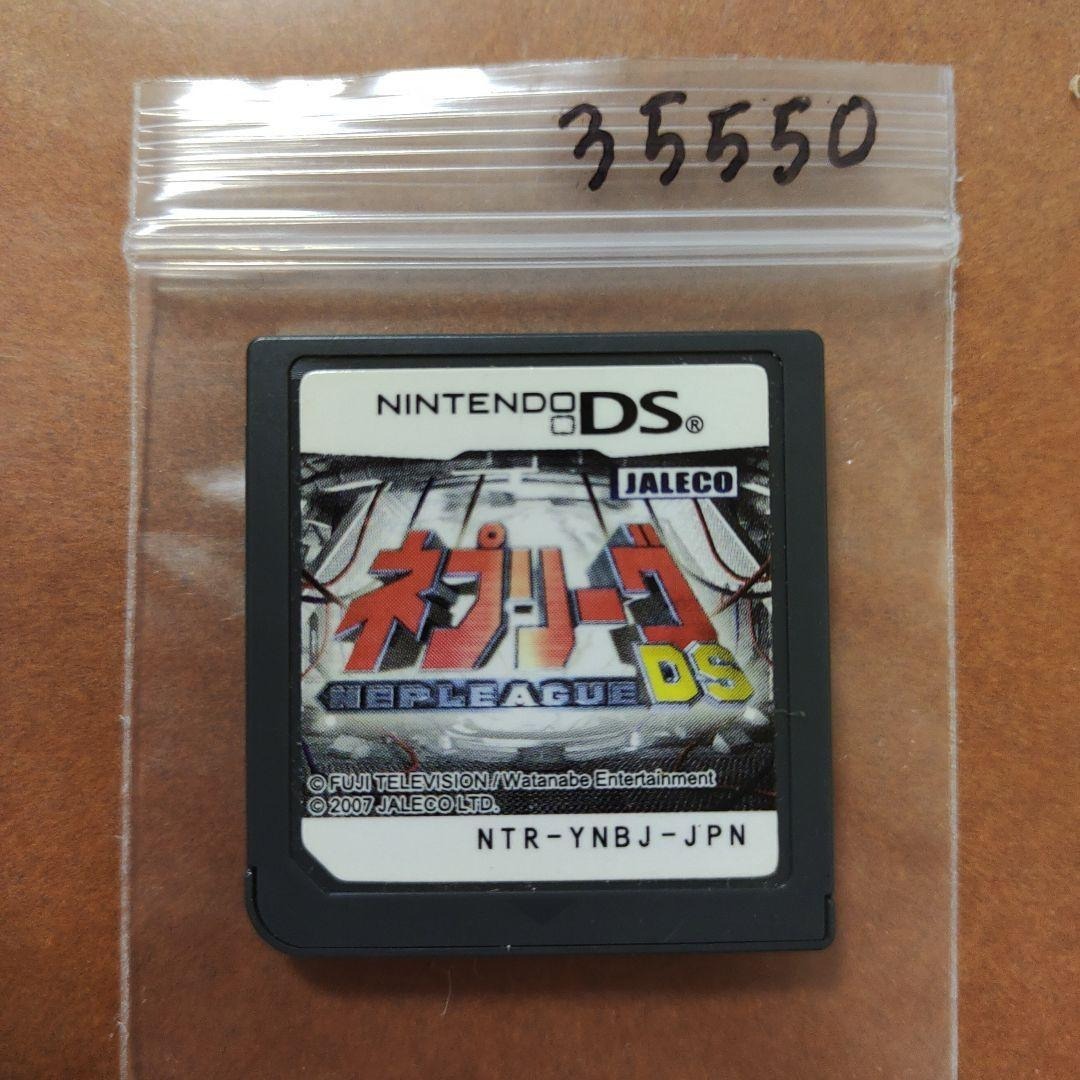 35550
NINTENDO DS®
JALECO
ネプリーグ
NEPLEAGUE DS
© FUJI TELEVISION / Watanabe Entertainment
© 2007 JALECO LTD.
NTR-YNBJ-JPN